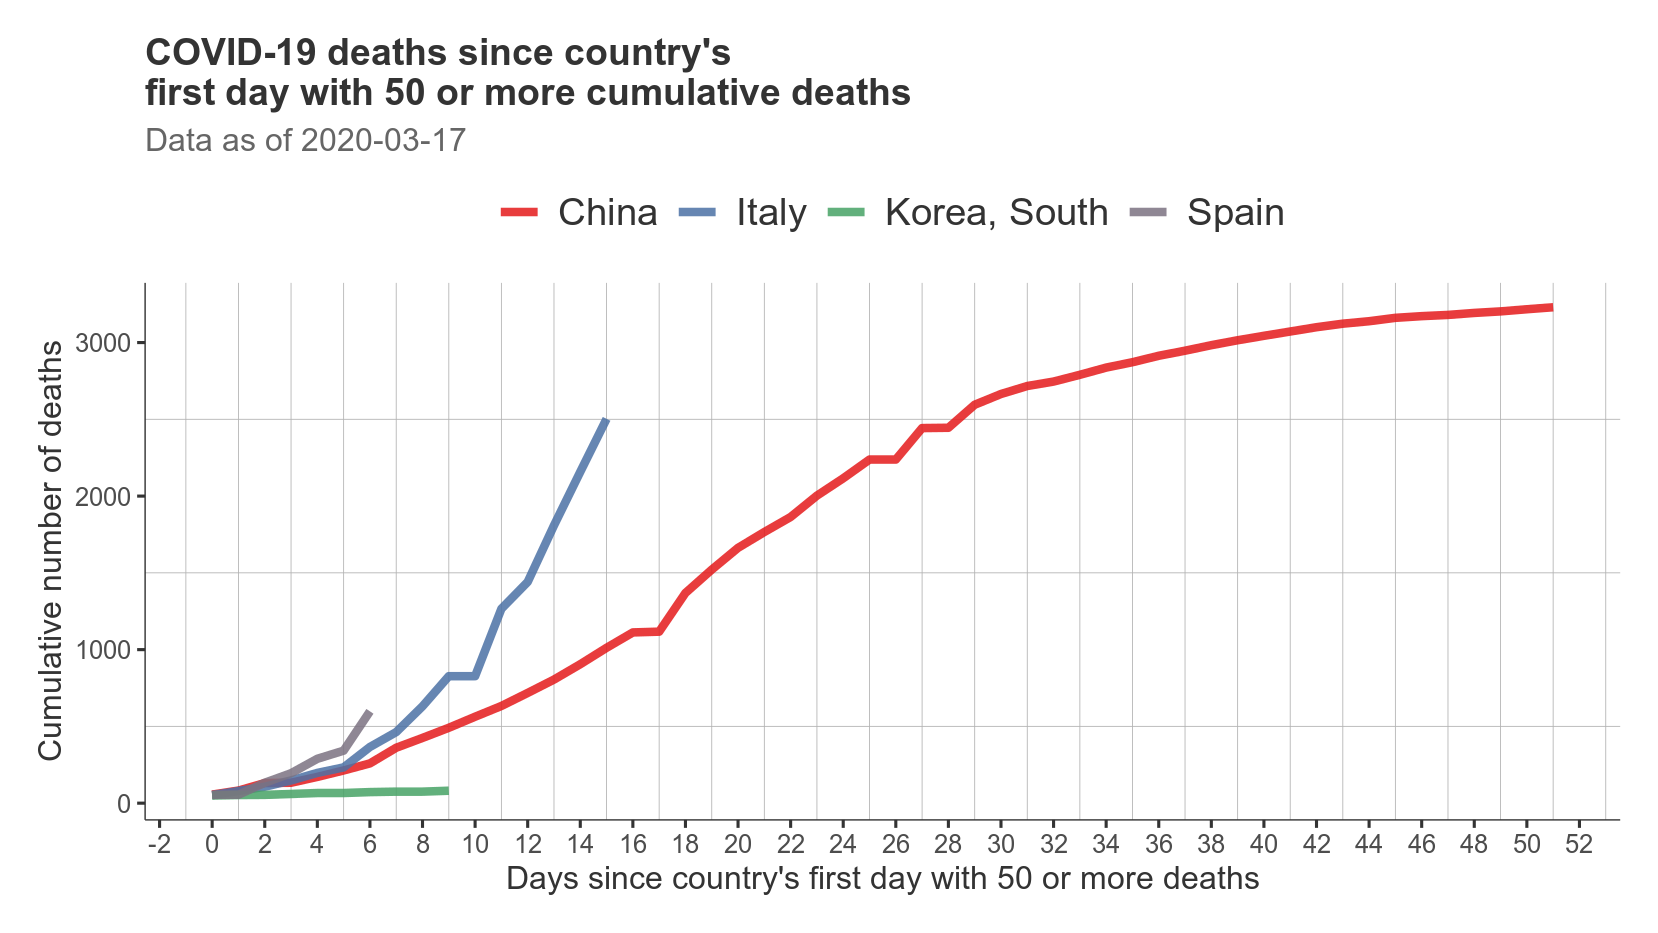 COVID-19 deaths since country's
first day with 50 or more cumulative deaths
Data as of 2020-03-17
China Italy Korea, South Spain
Cumulative number of deaths
3000
2000
1000
0
-2 0 2 4 6 8 10 12 14 16 18 20 22 24 26 28 30 32 34 36 38 40 42 44 46 48 50 52
Days since country's first day with 50 or more deaths